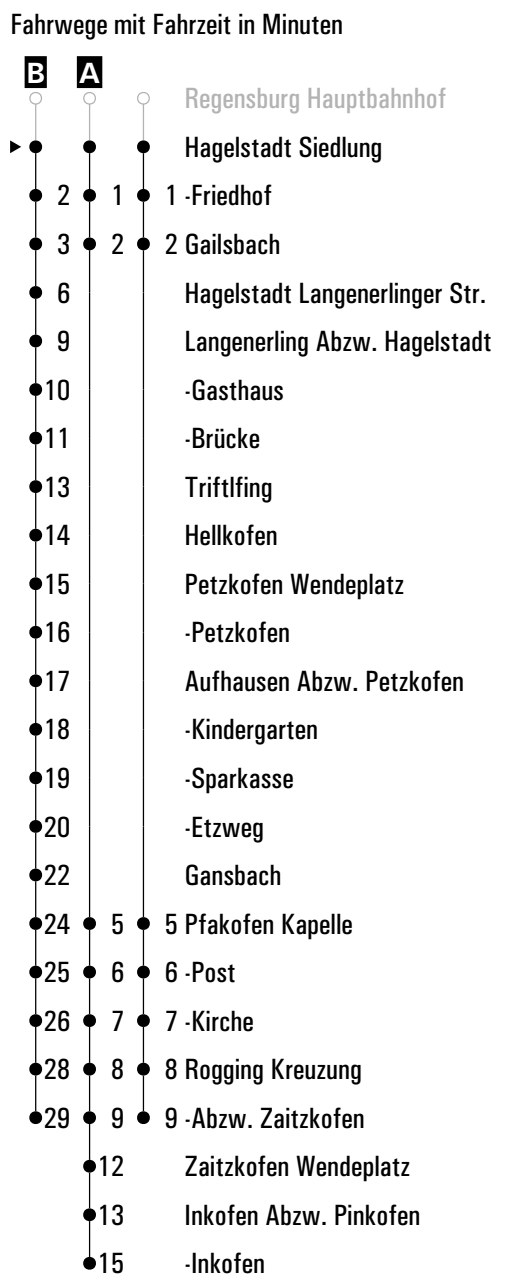 Fahrwege mit Fahrzeit in Minuten
B A
Regensburg Hauptbahnhof
Hagelstadt Siedlung
2 1 1 -Friedhof
3 2 2 Gailsbach
6 Hagelstadt Langenerlinger Str.
9 Langenerling Abzw. Hagelstadt
10 -Gasthaus
11 -Brücke
13 Triftlfing
14 Hellkofen
15 Petzkofen Wendeplatz
16 -Petzkofen
17 Aufhausen Abzw. Petzkofen
18 -Kindergarten
19 -Sparkasse
20 -Etzweg
22 Gansbach
24 5 5 Pfakofen Kapelle
25 6 6 -Post
26 7 7 -Kirche
28 8 8 Rogging Kreuzung
29 9 9 -Abzw. Zaitzkofen
12 Zaitzkofen Wendeplatz
13 Inkofen Abzw. Pinkofen
15 -Inkofen